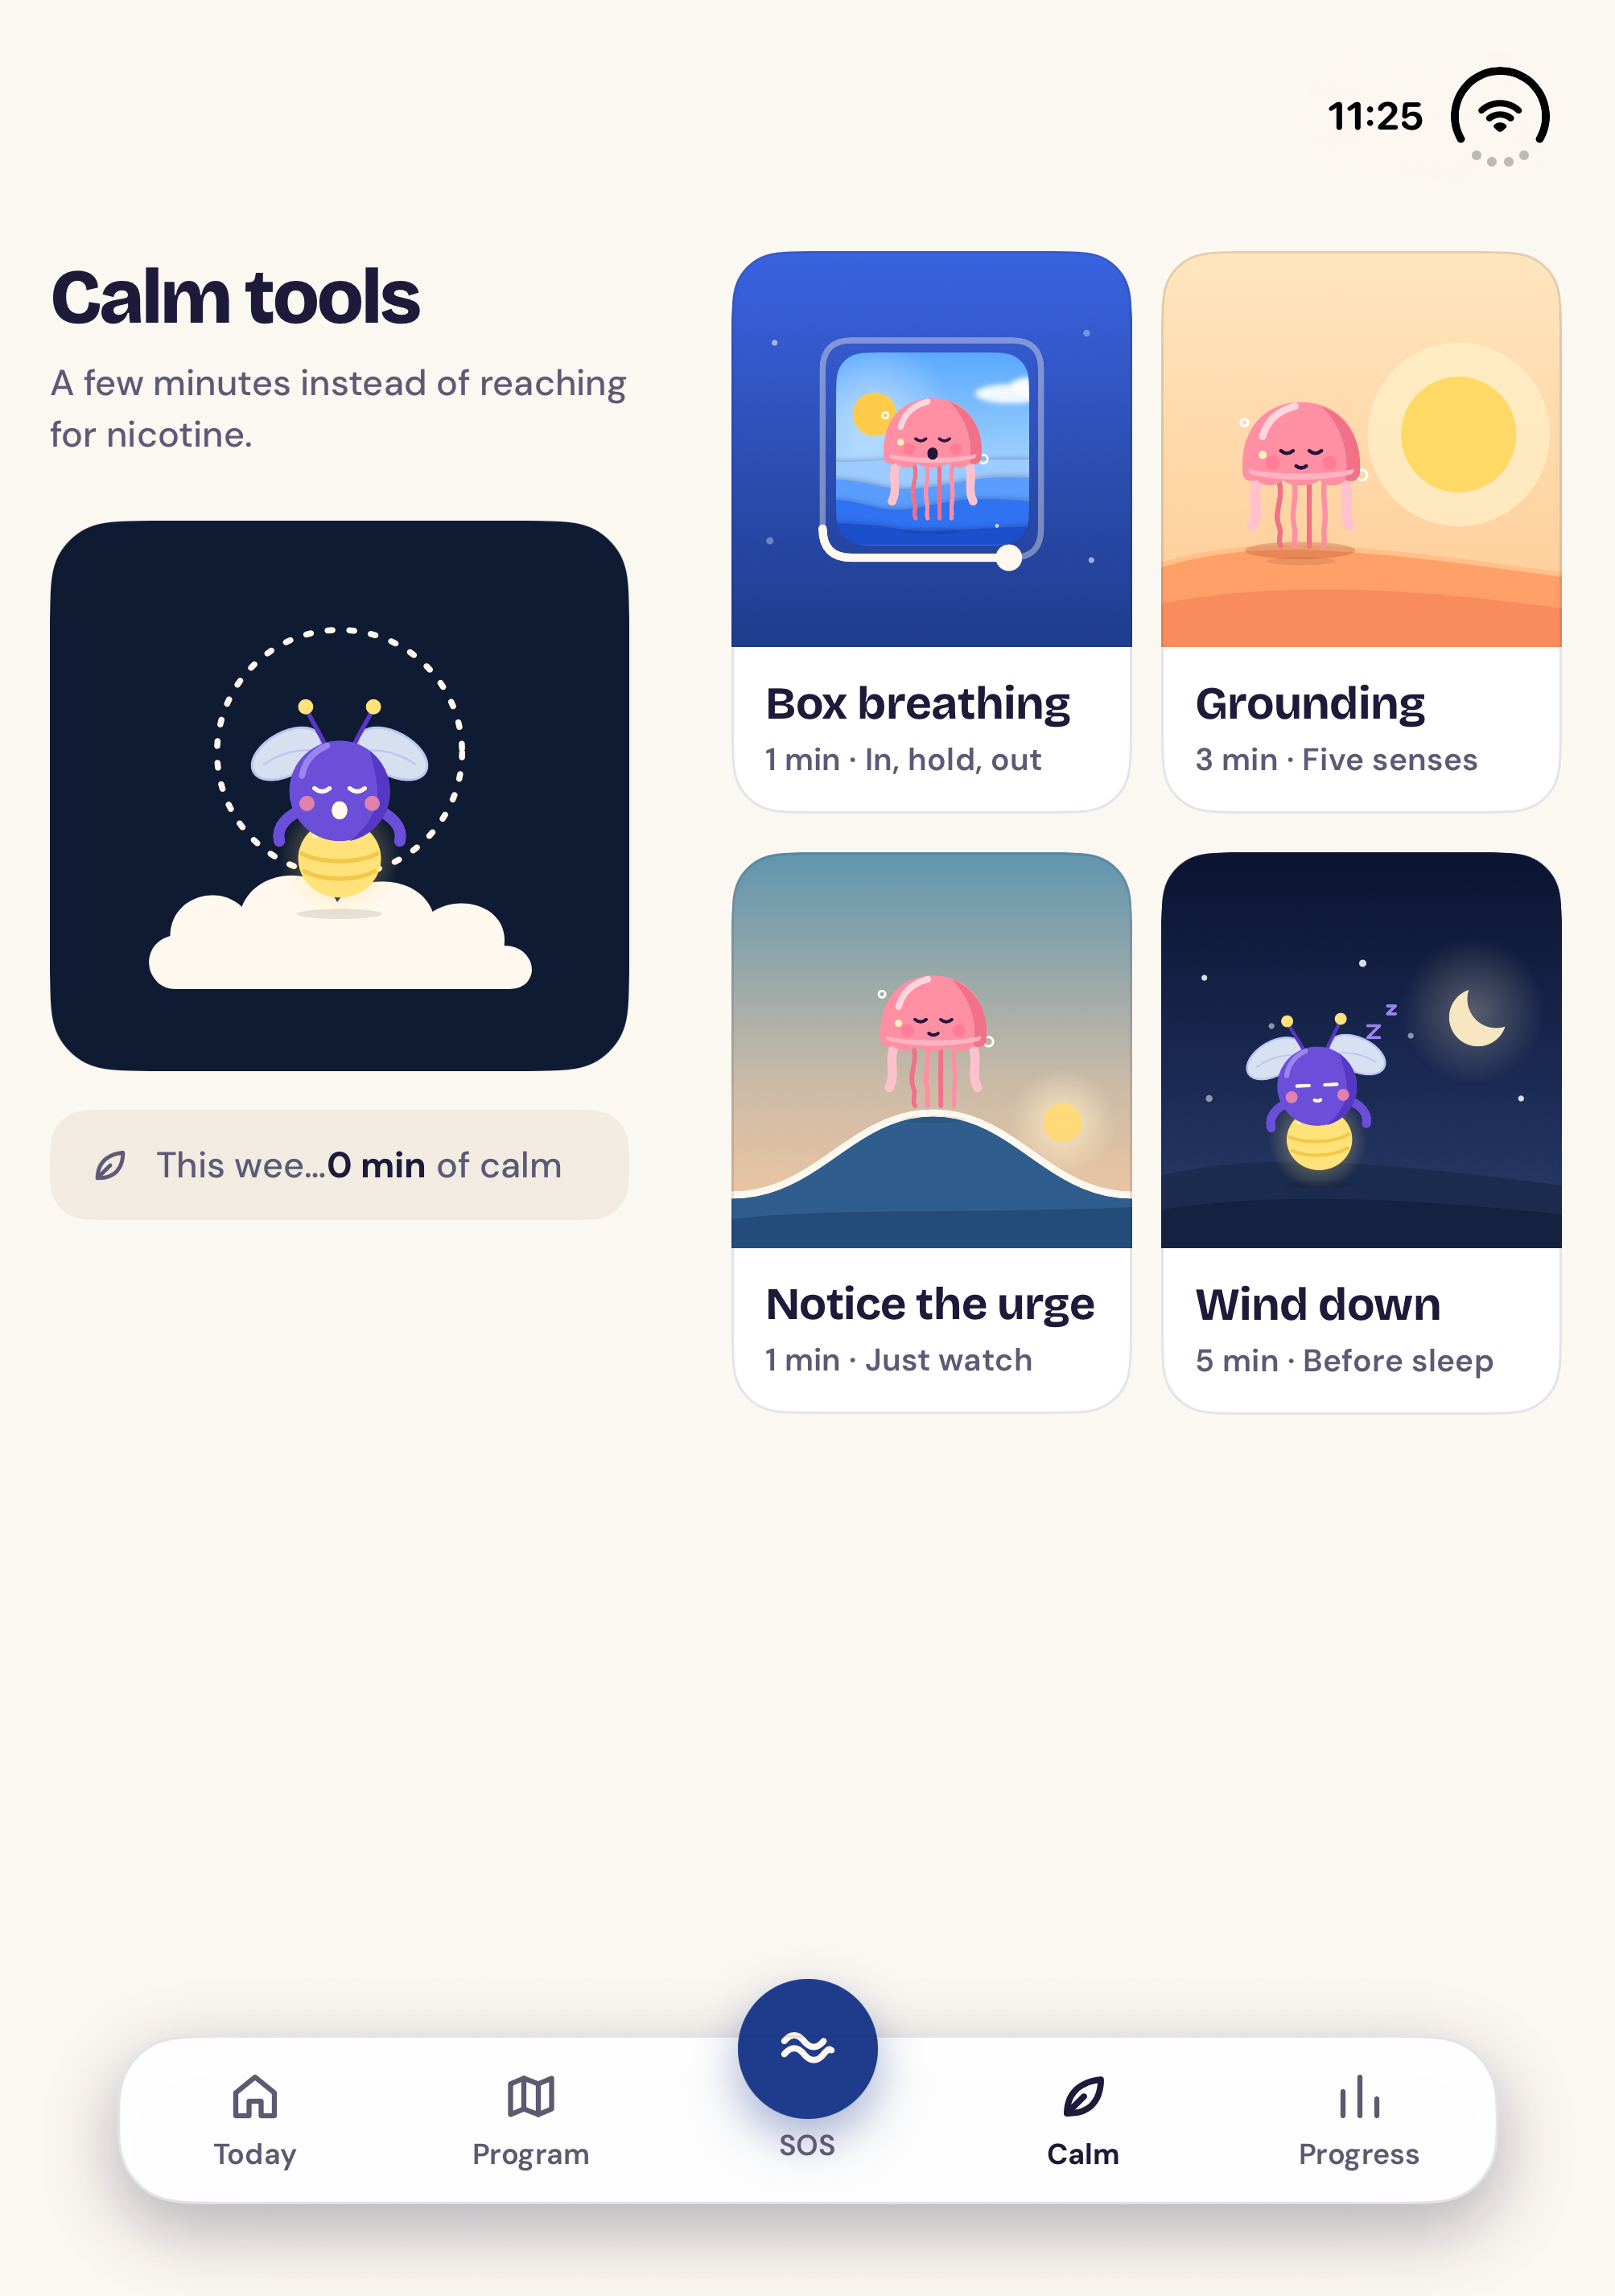 11:25
Calm tools
A few minutes instead of reaching
for nicotine.
This wee...0 min of calm
Box breathing
1 min · In, hold, out
Grounding
3 min · Five senses
Notice the urge
1 min · Just watch
z
z
Wind down
5 min · Before sleep
Today
Program
SOS
Calm
Progress